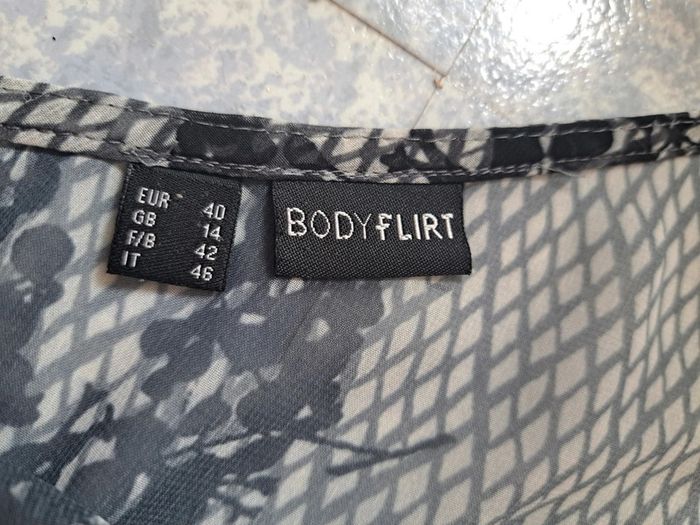 EUR 40
GB 14
F/B 42
IT 46
BODYFLIRT